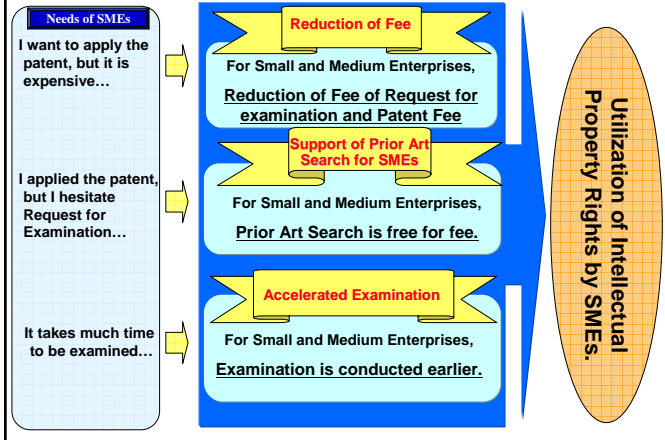 Needs of SMEs
I want to apply the
patent, but it is
expensive…
Reduction of Fee
For Small and Medium Enterprises,
Reduction of Fee of Request for
examination and Patent Fee
I applied the patent,
but I hesitate
Request for
Examination…
Support of Prior Art
Search for SMEs
For Small and Medium Enterprises,
Prior Art Search is free for fee.
It takes much time
to be examined…
Accelerated Examination
For Small and Medium Enterprises,
Examination is conducted earlier.
Utilization of Intellectual
Property Rights by SMEs.